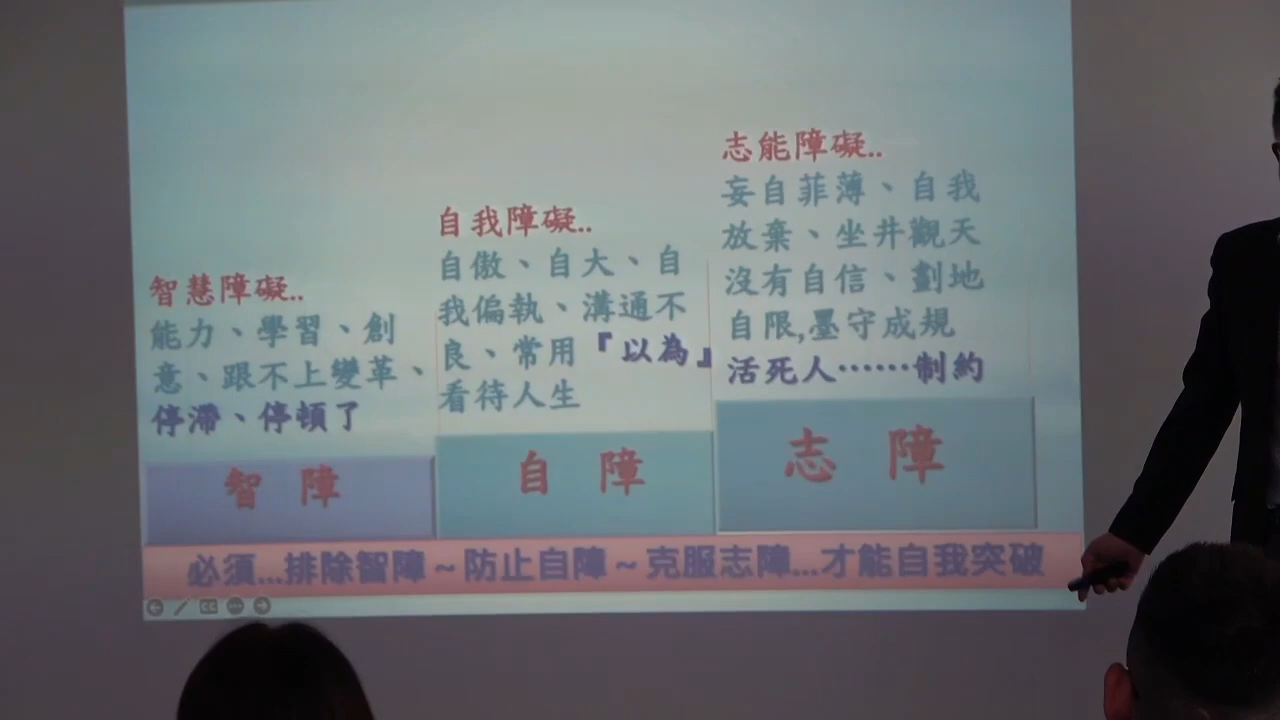 智慧障礙..
能力、學習、創
意、跟不上變革、
停滯、停頓了
智 障
自我障礙..
自傲、自大、自
我偏執、溝通不
良、常用『以為』
看待人生
自 障
志能障礙..
妄自菲薄、自我
放棄、坐井觀天
沒有自信、劃地
自限,墨守成規
活死人⋯⋯制約
志 障
必須...排除智障~防止自障~克服志障...才能自我突破